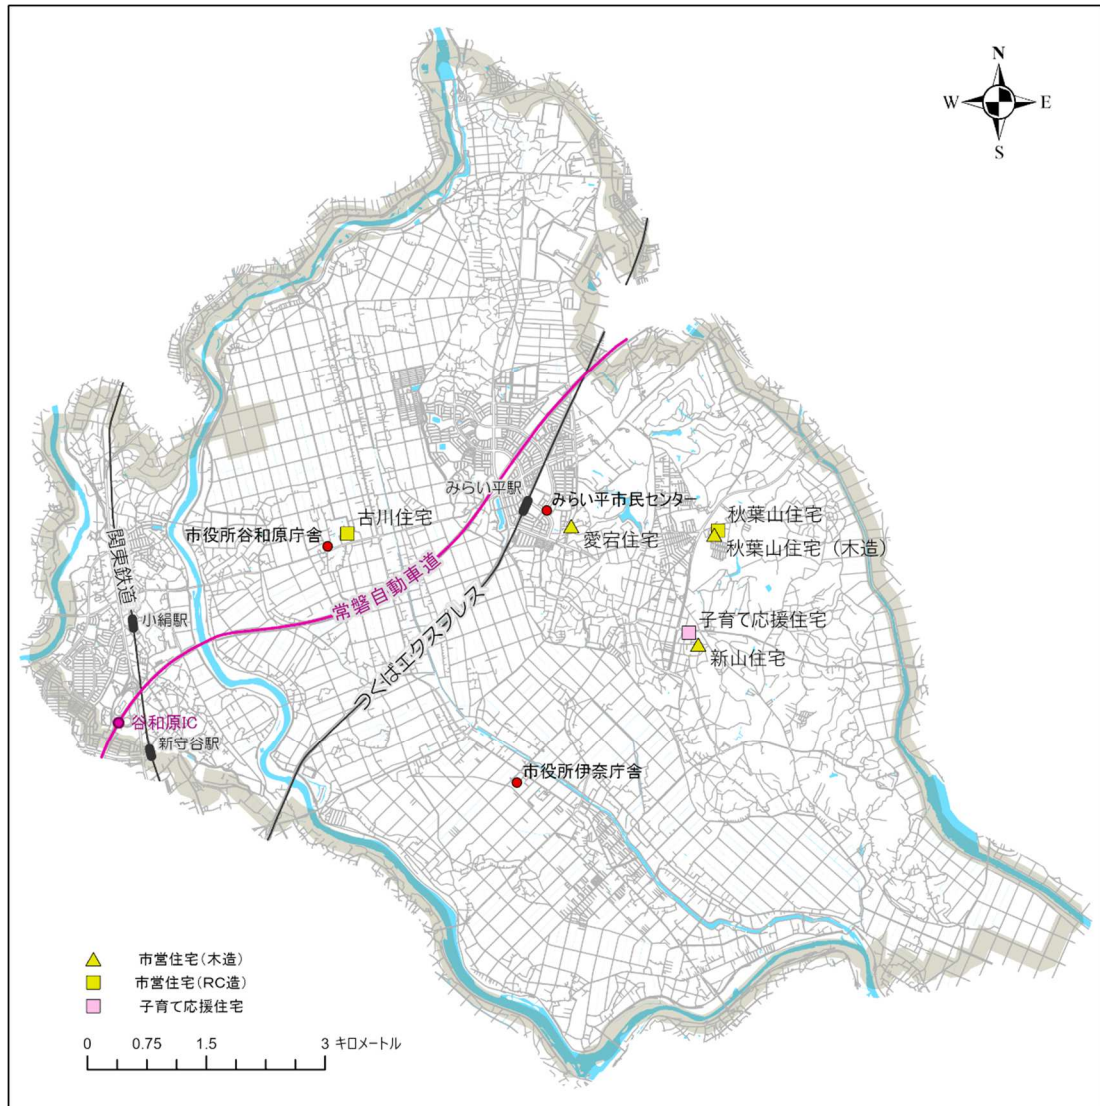 N
W
E
S
みらい平駅
みらい平市民センター
古川住宅
市役所谷和原庁舎
愛宕住宅
秋葉山住宅
秋葉山住宅（木造）
関東鉄道
常磐自動車道
小絹駅
つくばエクスプレス
子育て応援住宅
新山住宅
谷和原IC
新守谷駅
市役所伊奈庁舎
市営住宅(木造)
市営住宅(RC造)
子育て応援住宅
0 0.75 1.5 3 キロメートル